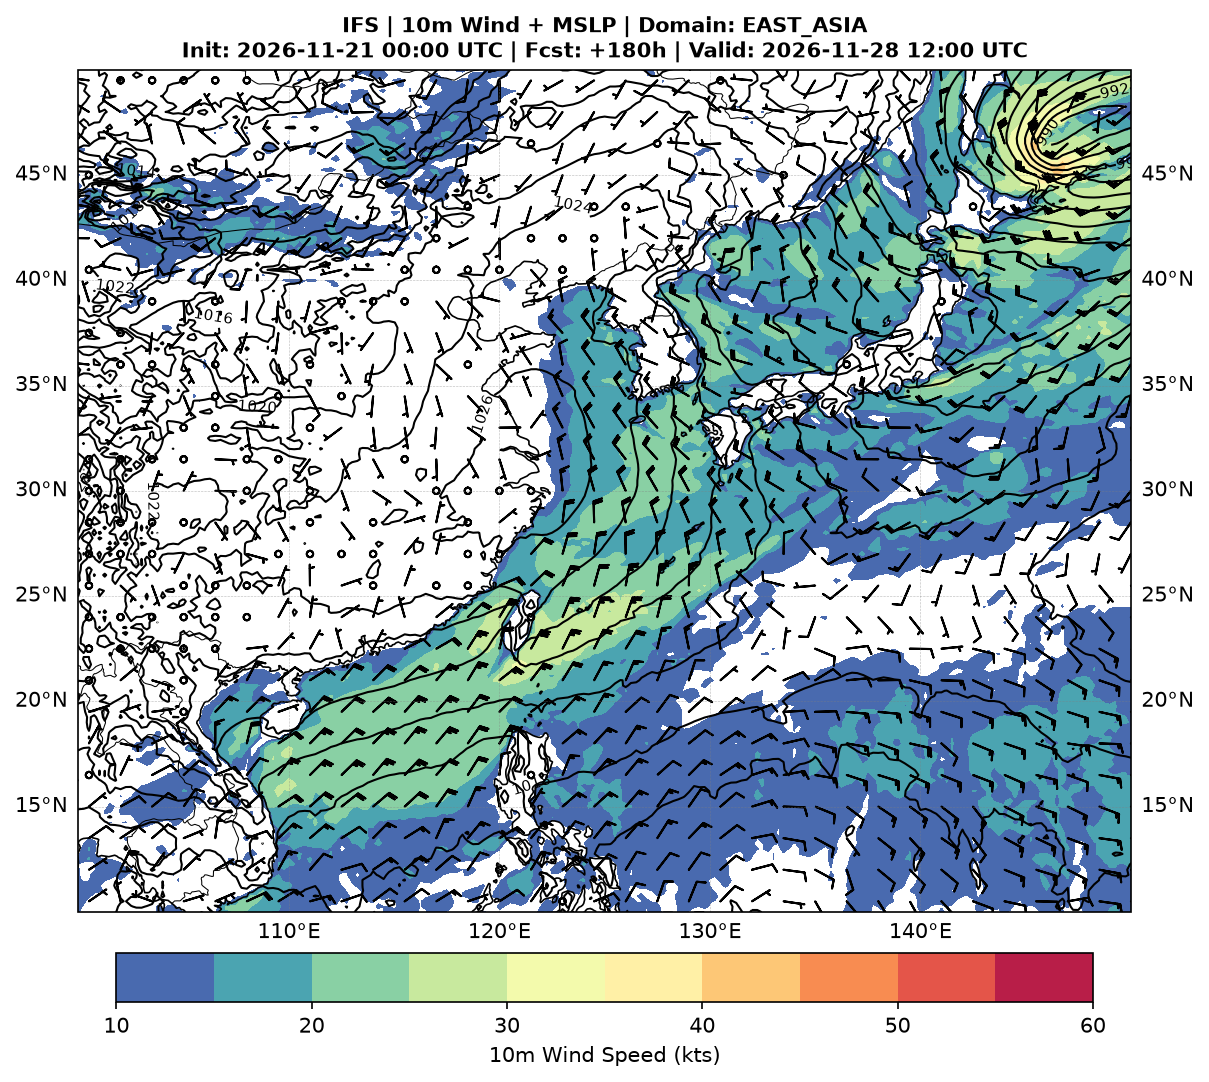 IFS | 10m Wind + MSLP | Domain: EAST_ASIA
Init: 2026-11-21 00:00 UTC | Fcst: +180h | Valid: 2026-11-28 12:00 UTC
992
990
45°N 45°N
1024
40°N 40°N
1022
1016
35°N 35°N
1020
1026
30°N 30°N
25°N 25°N
20°N 20°N
15°N 15°N
110°E 120°E 130°E 140°E
10 20 30 40 50 60
10m Wind Speed (kts)